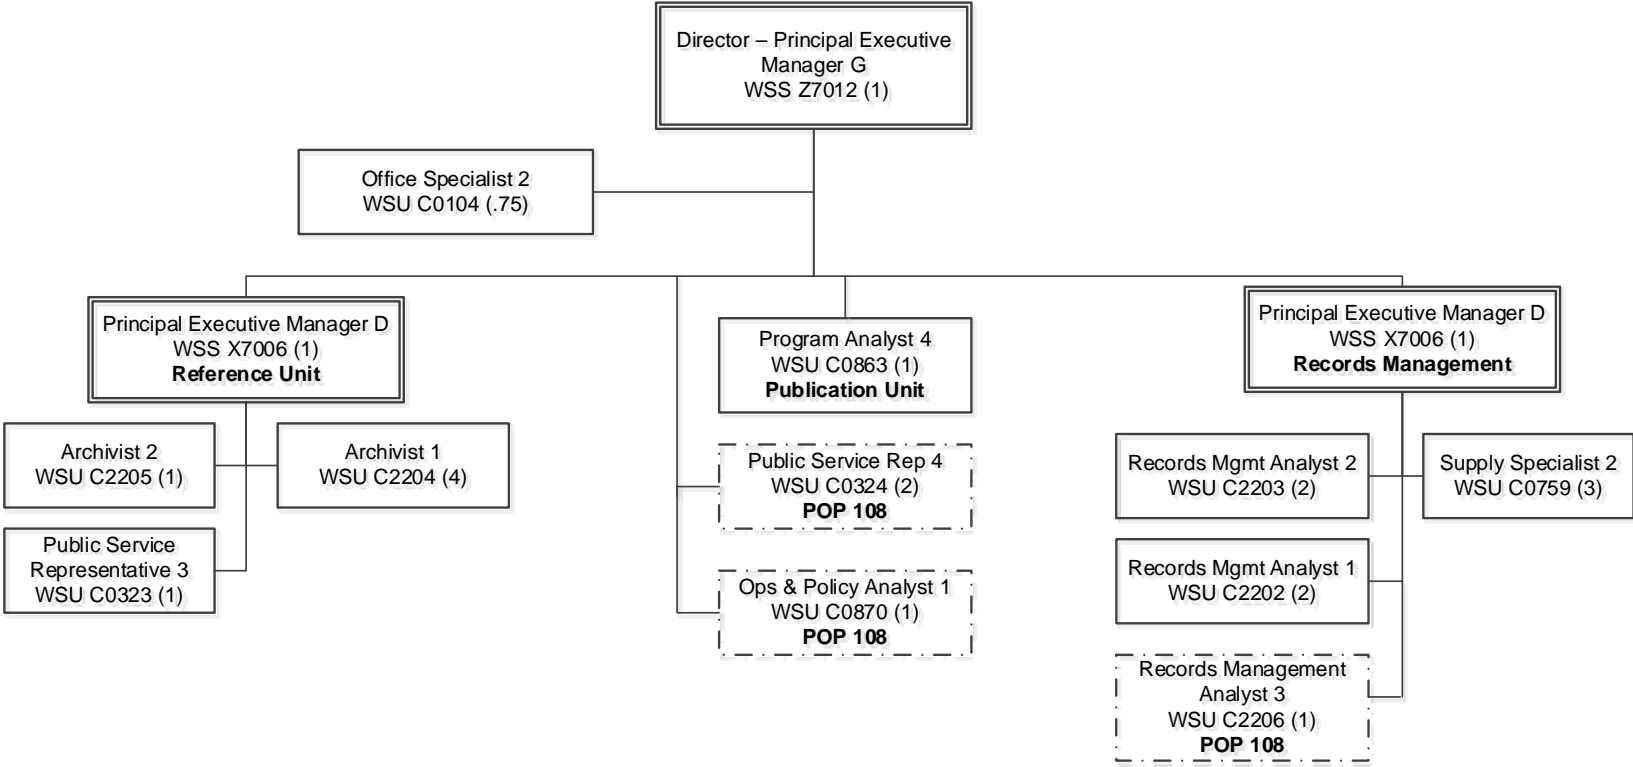 Director – Principal Executive
Manager G
WSS Z7012 (1)
Office Specialist 2
WSU C0104 (.75)
Principal Executive Manager D
WSS X7006 (1)
Reference Unit
Archivist 2
WSU C2205 (1)
Archivist 1
WSU C2204 (4)
Public Service
Representative 3
WSU C0323 (1)
Program Analyst 4
WSU C0863 (1)
Publication Unit
Public Service Rep 4
WSU C0324 (2)
POP 108
Ops & Policy Analyst 1
WSU C0870 (1)
POP 108
Principal Executive Manager D
WSS X7006 (1)
Records Management
Records Mgmt Analyst 2
WSU C2203 (2)
Supply Specialist 2
WSU C0759 (3)
Records Mgmt Analyst 1
WSU C2202 (2)
Records Management
Analyst 3
WSU C2206 (1)
POP 108